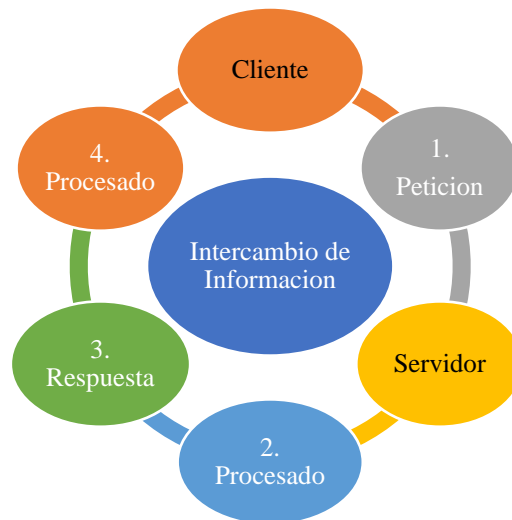 Cliente
1.
Peticion
Servidor
2.
Procesado
3.
Respuesta
4.
Procesado
Intercambio de
Informacion